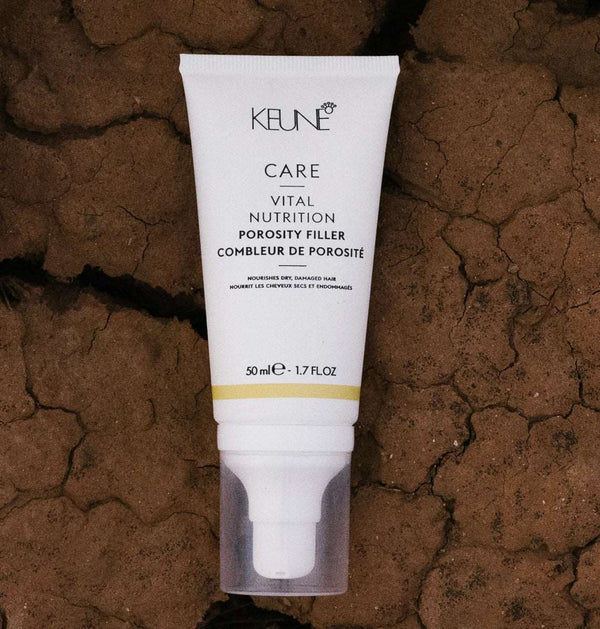 KEUNE
CARE
VITAL
NUTRITION
POROSITY FILLER
COMBLEUR DE POROSITÉ
NOURISHES DRY, DAMAGED HAIR
NOURRIT LES CHEVEUX SECS ET ENDOMMAGÉS
50 ml℮ - 1.7 FL.OZ